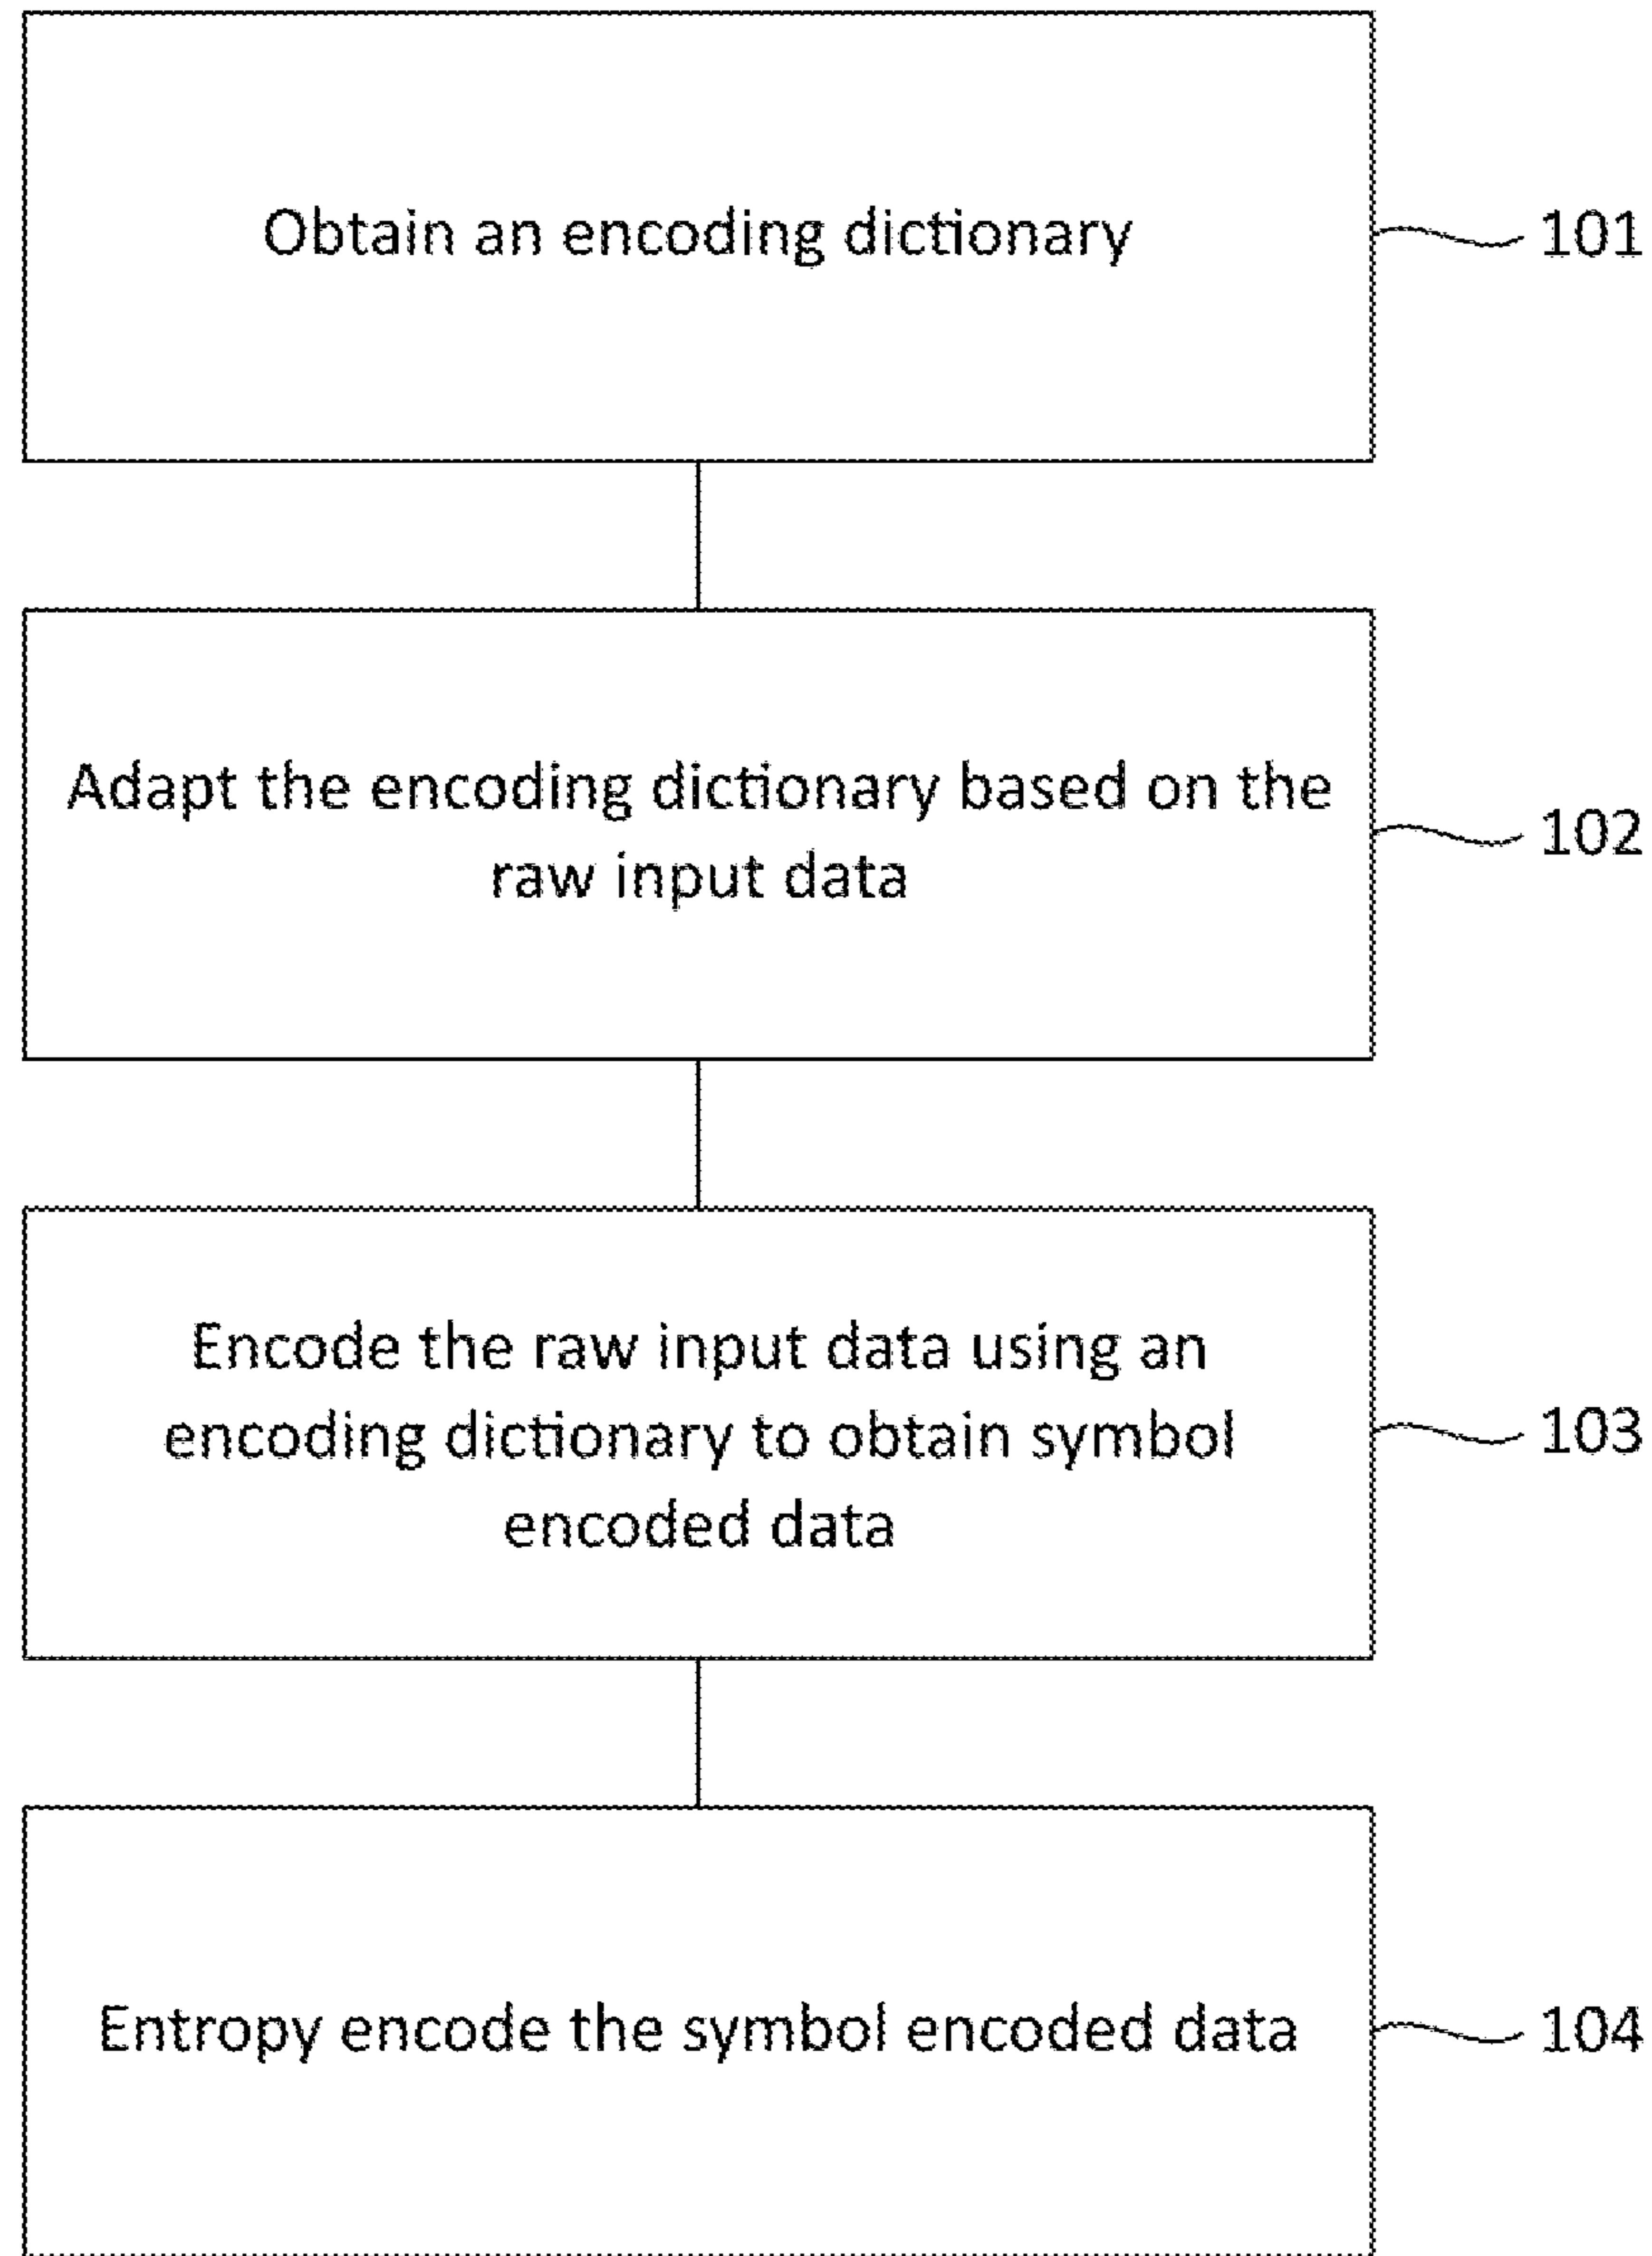 Obtain an encoding dictionary
101
Adapt the encoding dictionary based on the
raw input data
102
Encode the raw input data using an
encoding dictionary to obtain symbol
encoded data
103
Entropy encode the symbol encoded data
104